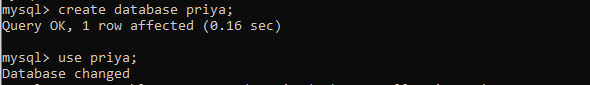 mysql> create database priya;
Query OK, 1 row affected (0.16 sec)
mysql> use priya;
Database changed